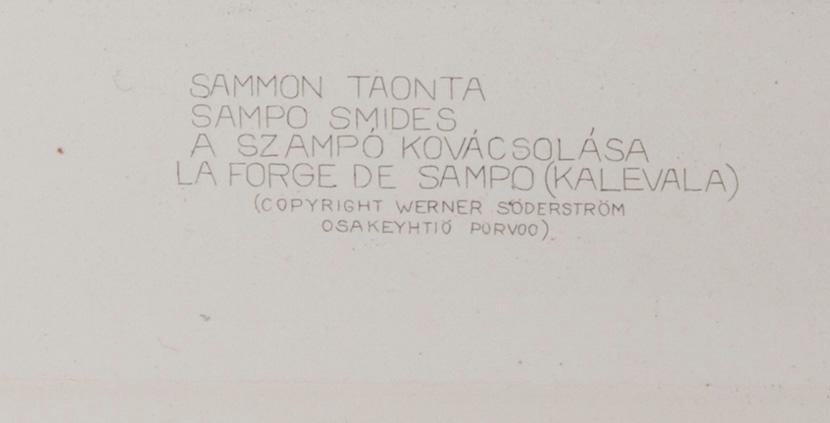 SAMMON TAONTA
SAMPO SMIDES
A SZAMPÓ KOVÁCSOLÁSA
LA FORGE DE SAMPO (KALEVALA)
(COPYRIGHT WERNER SÖDERSTRÖM
OSAKEYHTIÖ PORVOO)